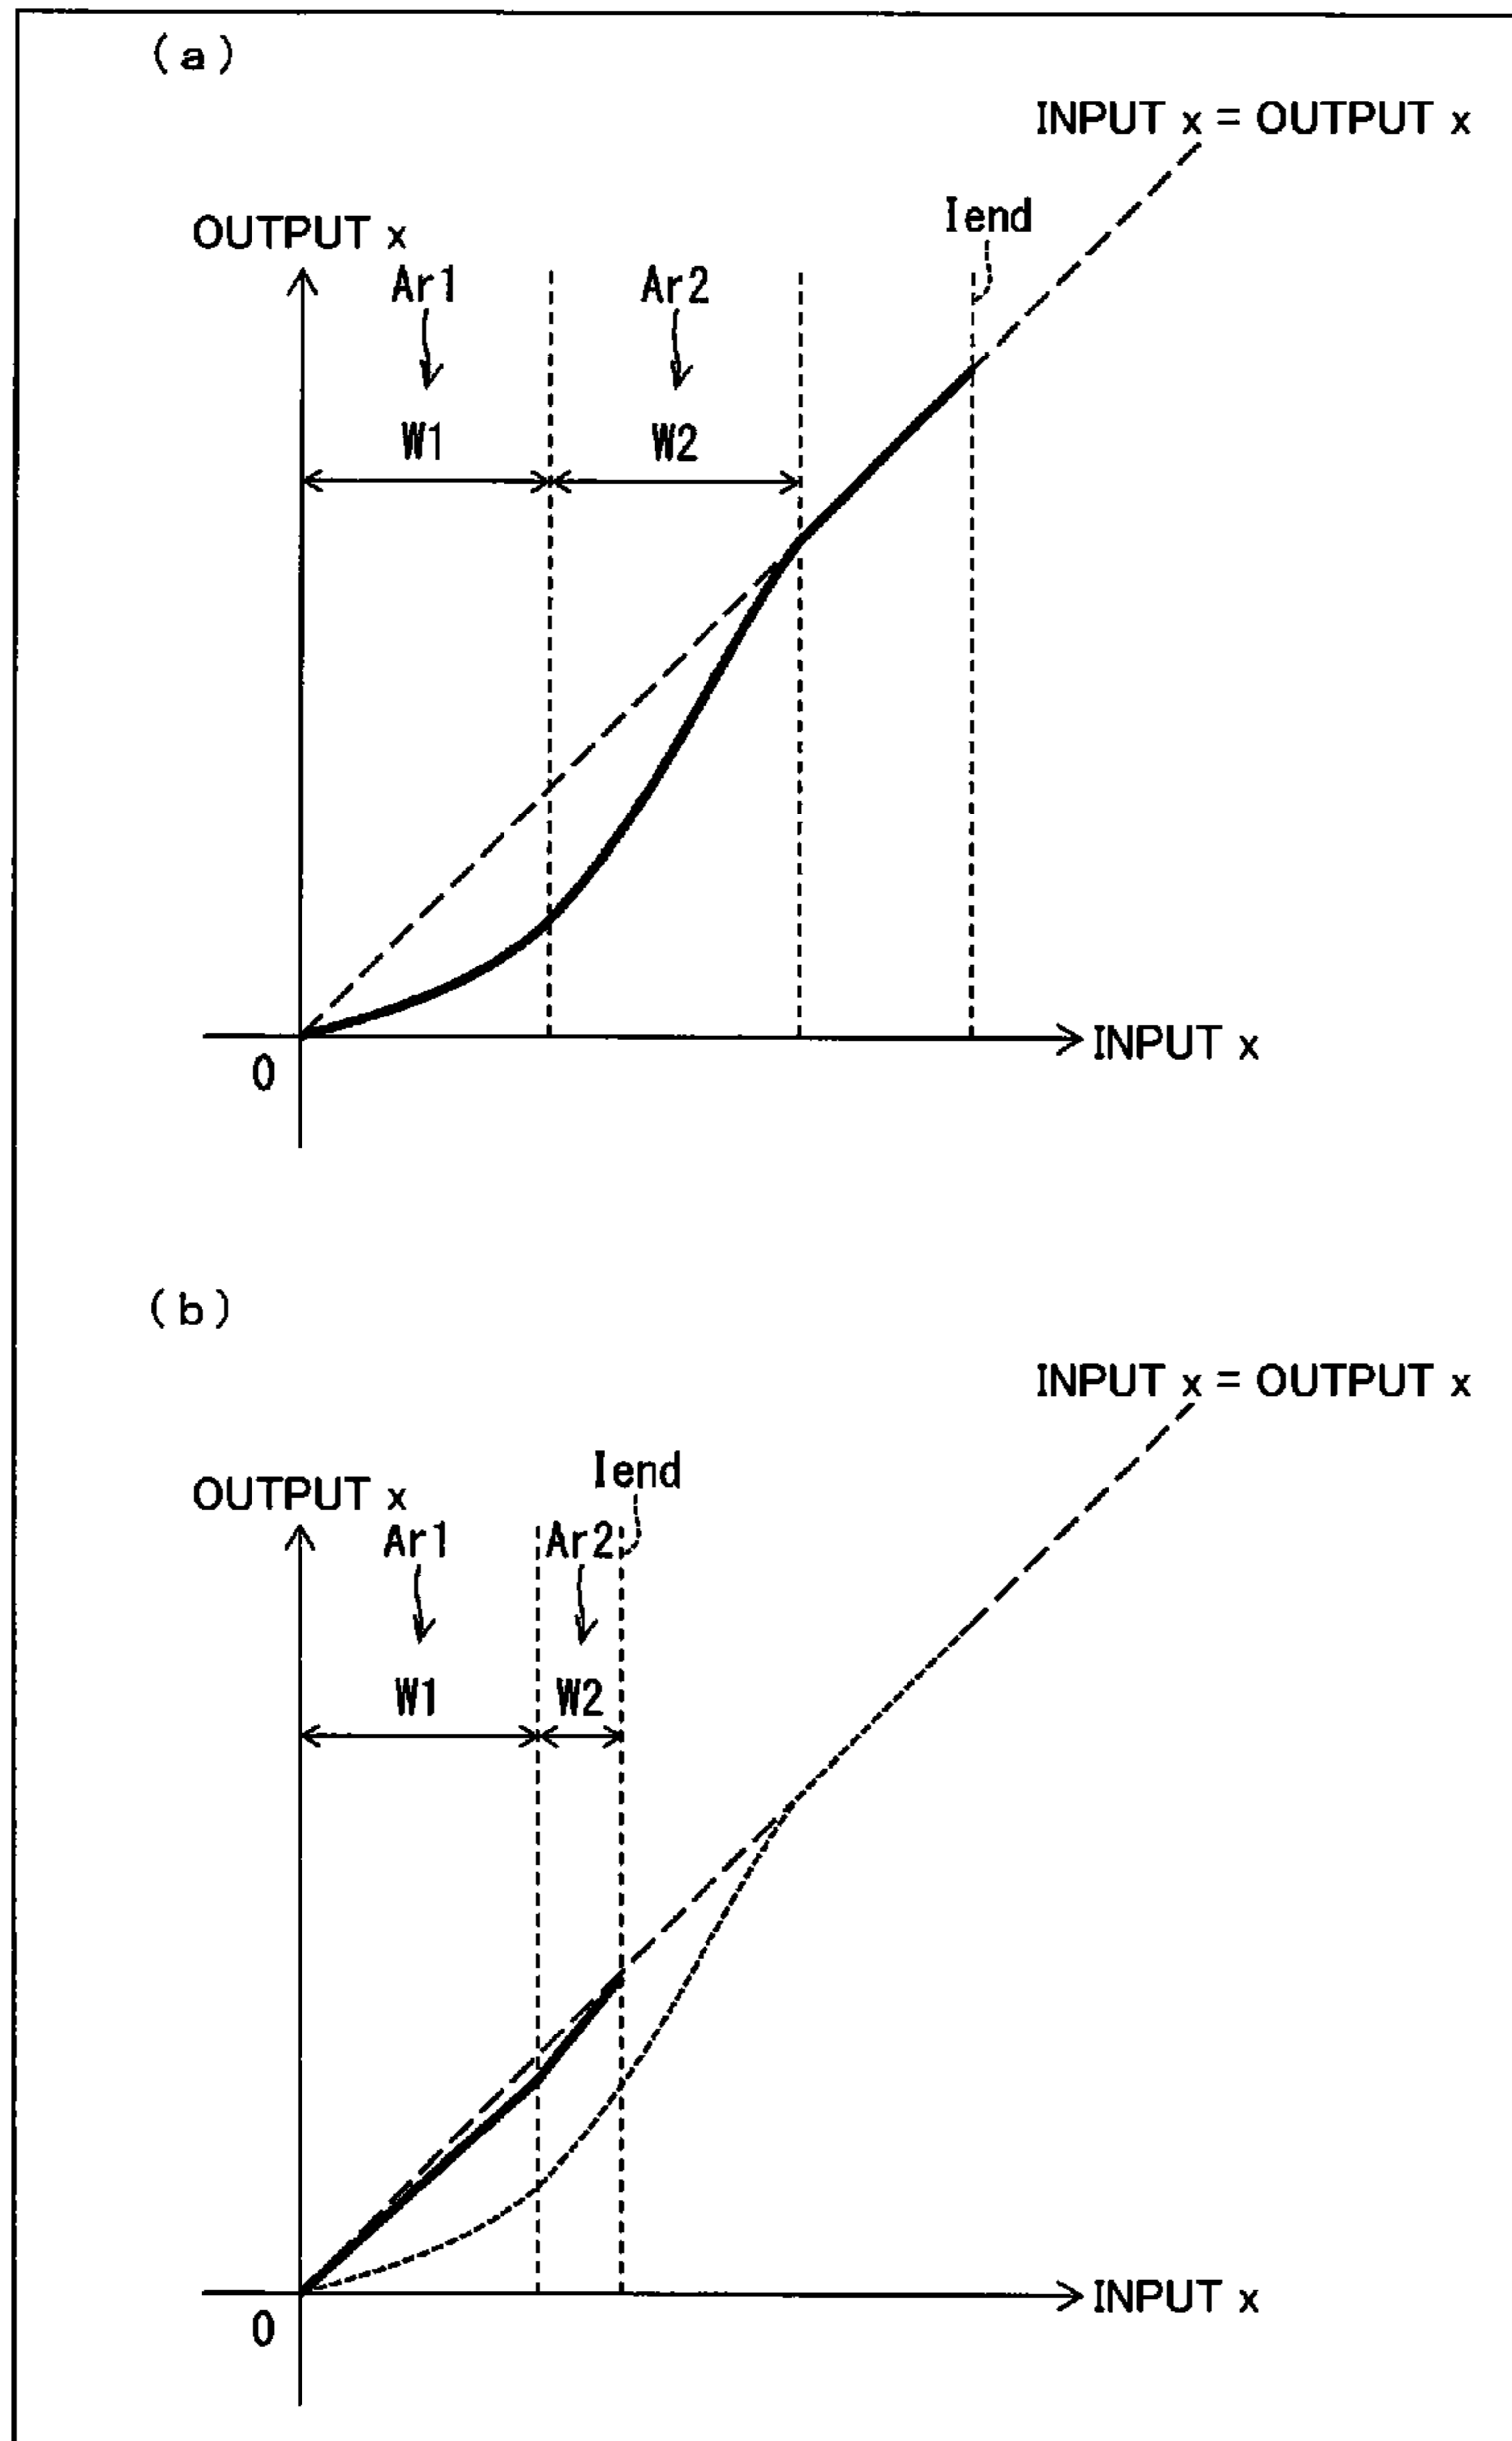 (a)
INPUT x = OUTPUT x
Iend
OUTPUT x
Ar1 Ar2
W1 W2
INPUT x
0
(b)
INPUT x = OUTPUT x
Iend
OUTPUT x
Ar1 Ar2
W1 W2
INPUT x
0